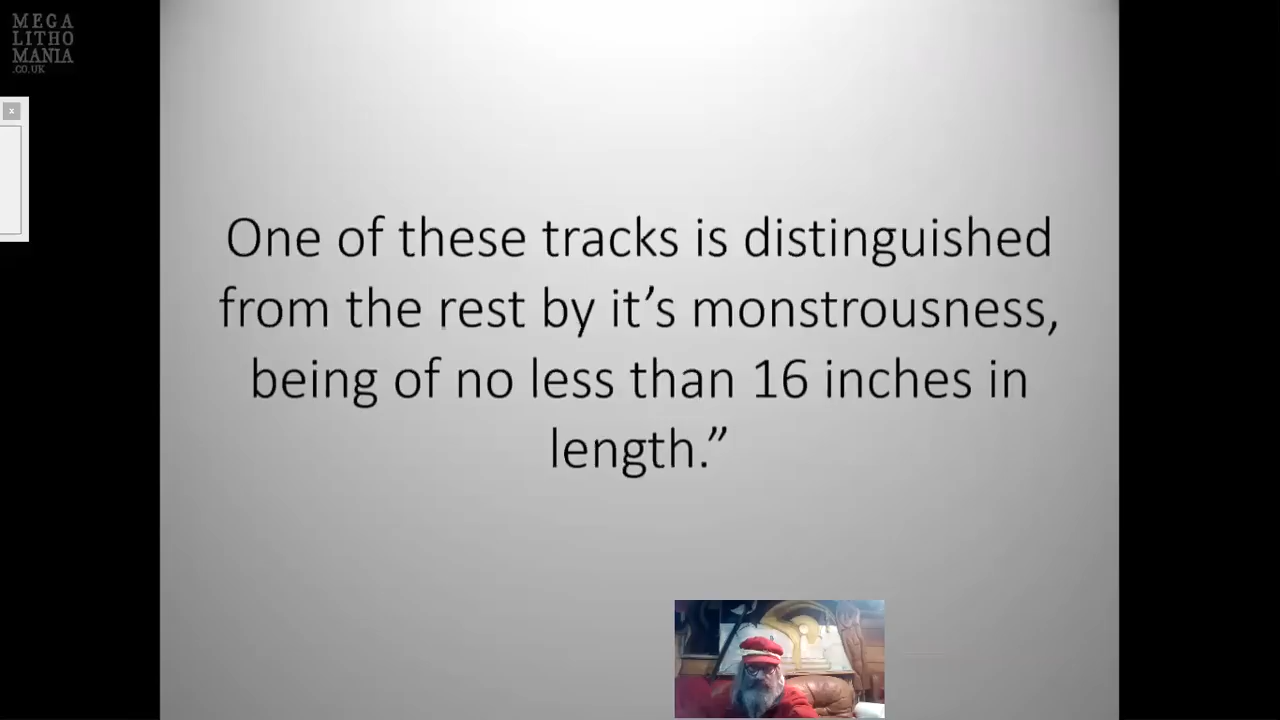 MEGA
LITHO
MANIA
.CO.UK
x
One of these tracks is distinguished
from the rest by it’s monstrousness,
being of no less than 16 inches in
length.”